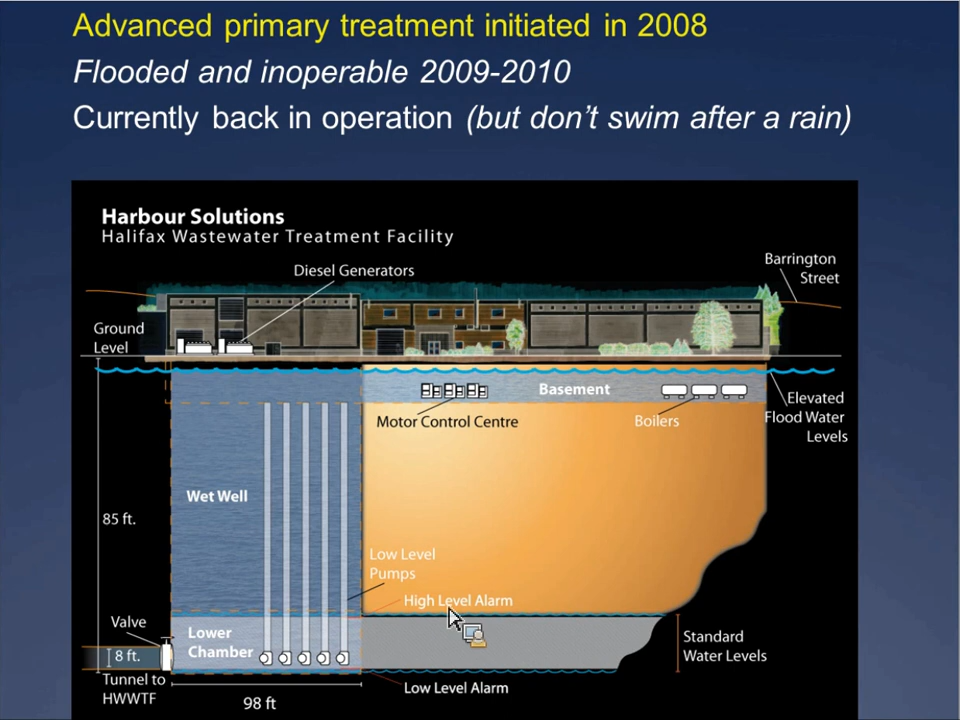 Advanced primary treatment initiated in 2008
Flooded and inoperable 2009-2010
Currently back in operation (but don't swim after a rain)
Harbour Solutions
Halifax Wastewater Treatment Facility
Diesel Generators
Barrington
Street
Ground
Level
Basement
Elevated
Flood Water
Levels
Motor Control Centre
Boilers
Wet Well
85 ft.
Low Level
Pumps
High Level Alarm
Valve
Lower
Chamber
Standard
Water Levels
8 ft.
Tunnel to
HWWTF
98 ft
Low Level Alarm